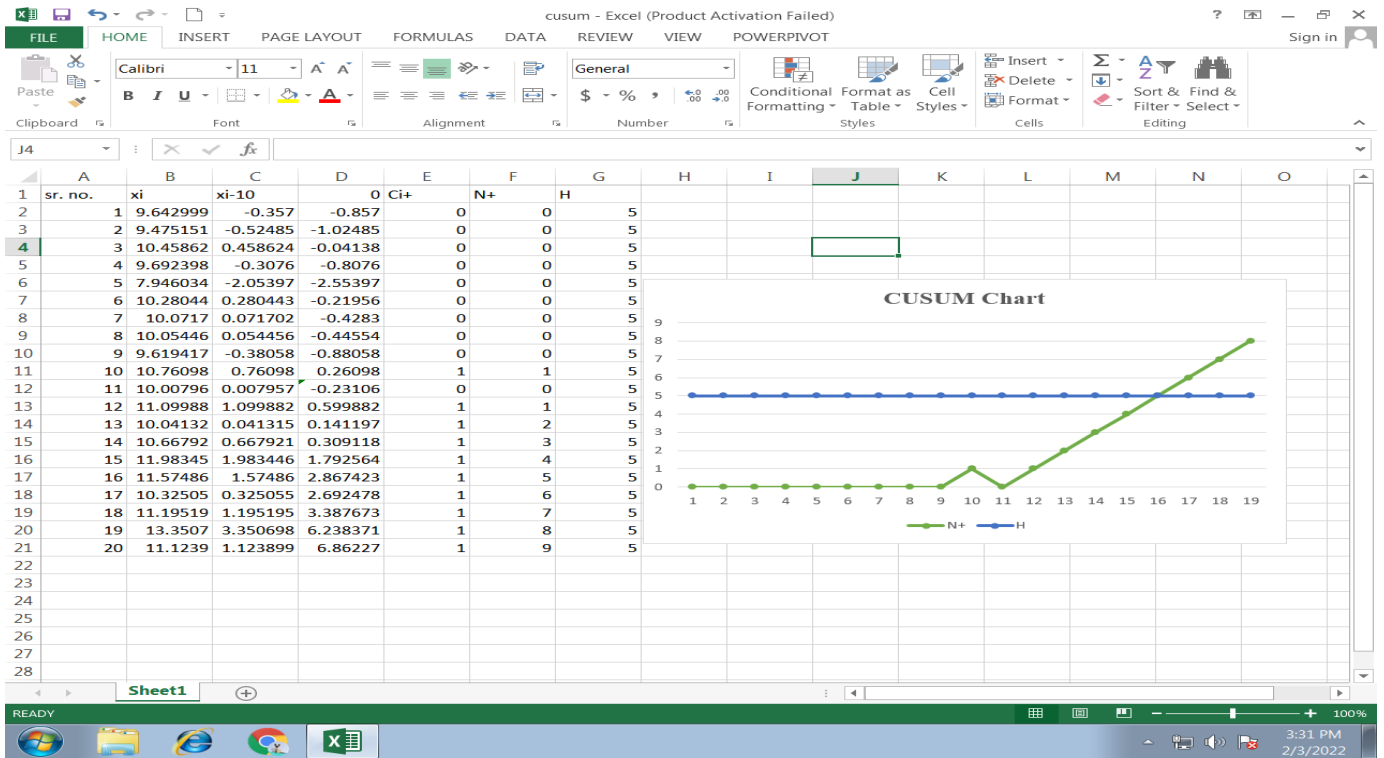 cusum - Excel (Product Activation Failed)
FILE HOME INSERT PAGE LAYOUT FORMULAS DATA REVIEW VIEW POWERPIVOT Sign in
Paste
Calibri 11
B I U
General
$ % ,
Conditional Formatting
Format as Table
Cell Styles
Insert
Delete
Format
Sort & Filter
Find & Select
Clipboard Font Alignment Number Styles Cells Editing
J4 fx
A B C D E F G H I J K L M N O
1 sr. no. xi xi-10 0 Ci+ N+ H
2 1 9.642999 -0.357 -0.857 0 0 5
3 2 9.475151 -0.52485 -1.02485 0 0 5
4 3 10.45862 0.458624 -0.04138 0 0 5
5 4 9.692398 -0.3076 -0.8076 0 0 5
6 5 7.946034 -2.05397 -2.55397 0 0 5
7 6 10.28044 0.280443 -0.21956 0 0 5
8 7 10.0717 0.071702 -0.4283 0 0 5
9 8 10.05446 0.054456 -0.44554 0 0 5
10 9 9.619417 -0.38058 -0.88058 0 0 5
11 10 10.76098 0.76098 0.26098 1 1 5
12 11 10.00796 0.007957 -0.23106 0 0 5
13 12 11.09988 1.099882 0.599882 1 1 5
14 13 10.04132 0.041315 0.141197 1 2 5
15 14 10.66792 0.667921 0.309118 1 3 5
16 15 11.98345 1.983446 1.792564 1 4 5
17 16 11.57486 1.57486 2.867423 1 5 5
18 17 10.32505 0.325055 2.692478 1 6 5
19 18 11.19519 1.195195 3.387673 1 7 5
20 19 13.3507 3.350698 6.238371 1 8 5
21 20 11.1239 1.123899 6.86227 1 9 5
22
23
24
25
26
27
28
CUSUM Chart
9
8
7
6
5
4
3
2
1
0
1 2 3 4 5 6 7 8 9 10 11 12 13 14 15 16 17 18 19
N+ H
Sheet1
READY 100%
3:31 PM
2/3/2022